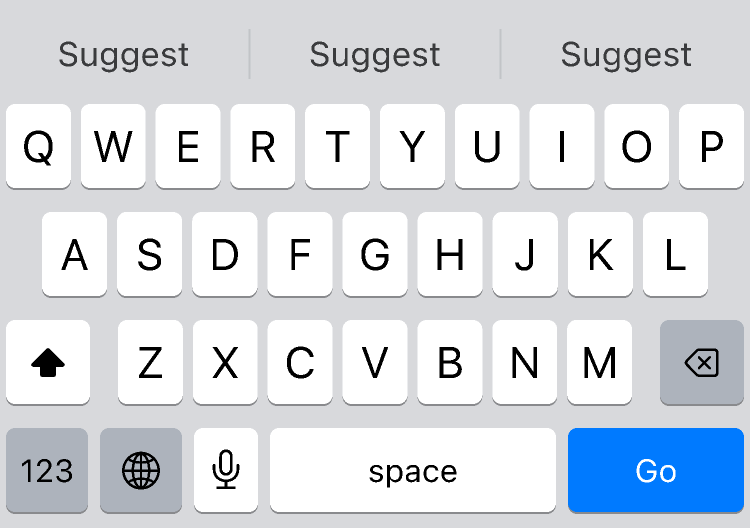 Suggest Suggest Suggest
Q W E R T Y U I O P
A S D F G H J K L
Z X C V B N M
123 space Go